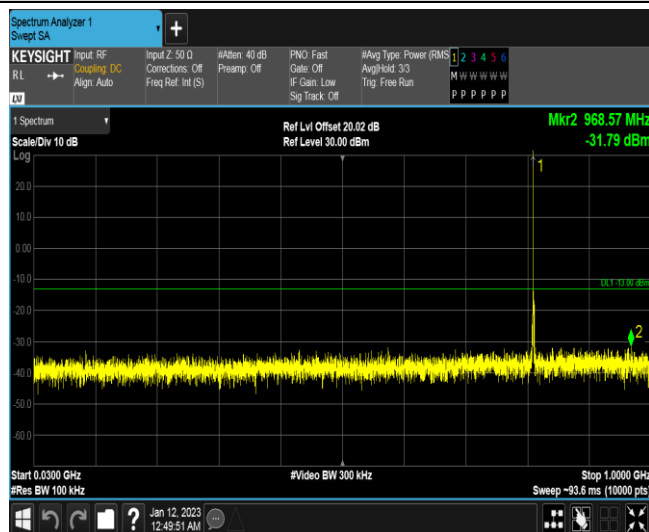 Spectrum Analyzer 1
Swept SA
+
KEYSIGHT
RL
LXI
Input: RF
Coupling: DC
Align: Auto
Input Z: 50 Ω
Corrections: Off
Freq Ref: Int (S)
#Atten: 40 dB
Preamp: Off
PNO: Fast
Gate: Off
IF Gain: Low
Sig Track: Off
#Avg Type: Power (RMS
Avg|Hold: 3/3
Trig: Free Run
1 2 3 4 5 6
M W W W W W
P P P P P P
1 Spectrum
Scale/Div 10 dB
Log
Ref Lvl Offset 20.02 dB
Ref Level 30.00 dBm
Mkr2 968.57 MHz
-31.79 dBm
1
20.0
10.0
0.00
-10.0
DL1 -13.00 dBm
-20.0
2
-30.0
-40.0
-50.0
-60.0
Start 0.0300 GHz
#Video BW 300 kHz
Stop 1.0000 GHz
#Res BW 100 kHz
Sweep ~93.6 ms (10000 pts)
?
Jan 12, 2023
12:49:51 AM